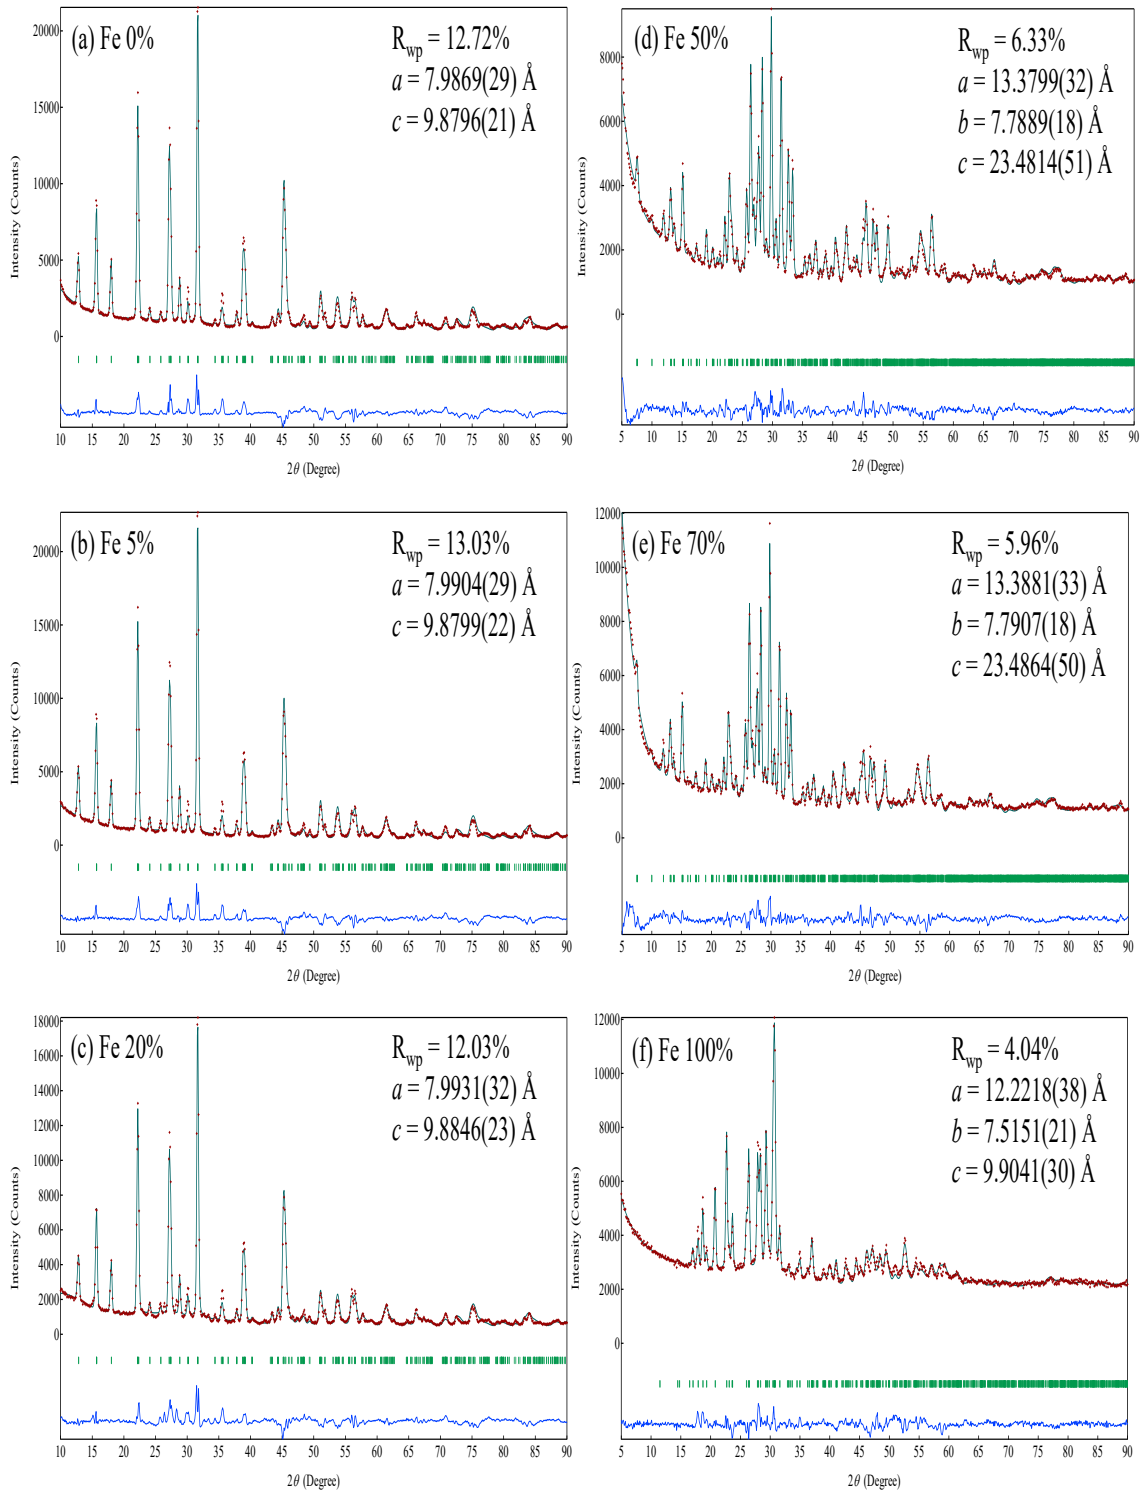 (a) Fe 0%
R_wp = 12.72%
a = 7.9869(29) Å
c = 9.8796(21) Å
Intensity (Counts)
20000
15000
10000
5000
0
10 15 20 25 30 35 40 45 50 55 60 65 70 75 80 85 90
2θ (Degree)
(d) Fe 50%
R_wp = 6.33%
a = 13.3799(32) Å
b = 7.7889(18) Å
c = 23.4814(51) Å
Intensity (Counts)
8000
6000
4000
2000
0
5 10 15 20 25 30 35 40 45 50 55 60 65 70 75 80 85 90
2θ (Degree)
(b) Fe 5%
R_wp = 13.03%
a = 7.9904(29) Å
c = 9.8799(22) Å
Intensity (Counts)
20000
15000
10000
5000
0
10 15 20 25 30 35 40 45 50 55 60 65 70 75 80 85 90
2θ (Degree)
(e) Fe 70%
R_wp = 5.96%
a = 13.3881(33) Å
b = 7.7907(18) Å
c = 23.4864(50) Å
Intensity (Counts)
12000
10000
8000
6000
4000
2000
0
5 10 15 20 25 30 35 40 45 50 55 60 65 70 75 80 85 90
2θ (Degree)
(c) Fe 20%
R_wp = 12.03%
a = 7.9931(32) Å
c = 9.8846(23) Å
Intensity (Counts)
18000
16000
14000
12000
10000
8000
6000
4000
2000
0
10 15 20 25 30 35 40 45 50 55 60 65 70 75 80 85 90
2θ (Degree)
(f) Fe 100%
R_wp = 4.04%
a = 12.2218(38) Å
b = 7.5151(21) Å
c = 9.9041(30) Å
Intensity (Counts)
12000
10000
8000
6000
4000
2000
0
5 10 15 20 25 30 35 40 45 50 55 60 65 70 75 80 85 90
2θ (Degree)